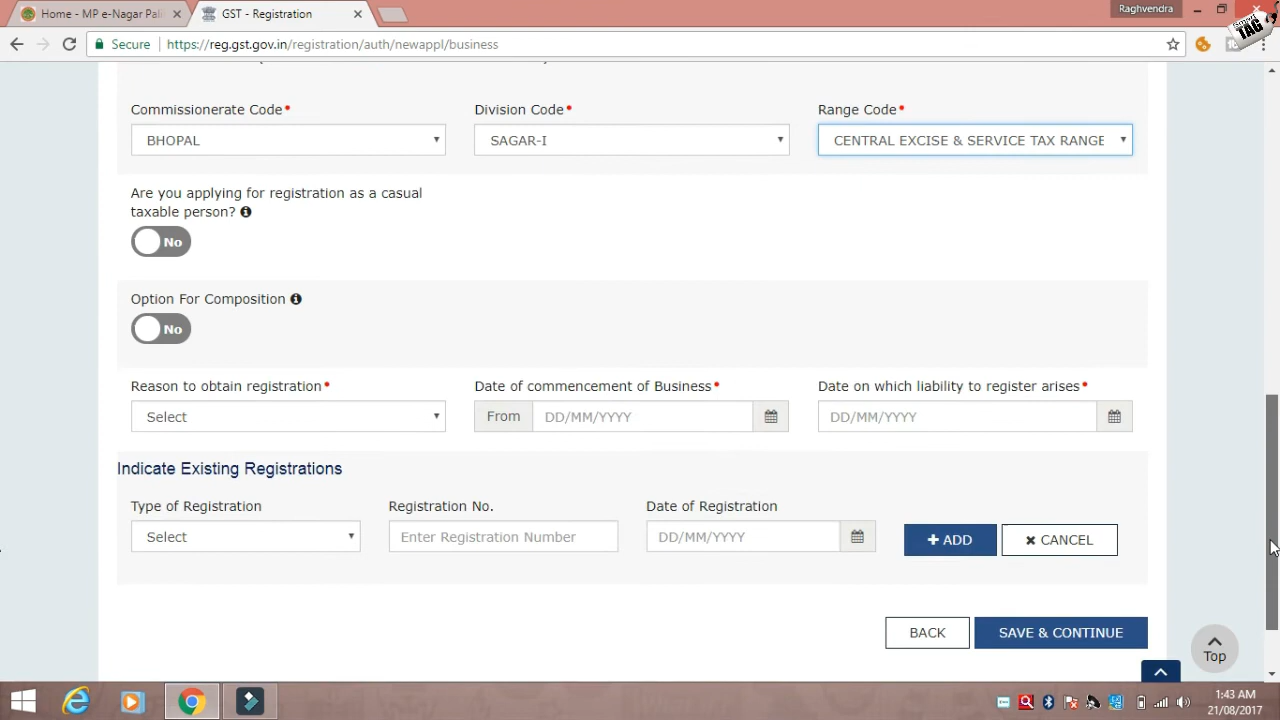 Home - MP e-Nagar Pali
GST - Registration
Raghvendra
TAG
Secure https://reg.gst.gov.in/registration/auth/newappl/business
Commissionerate Code• Division Code• Range Code•
BHOPAL SAGAR-I CENTRAL EXCISE & SERVICE TAX RANGE
Are you applying for registration as a casual
taxable person?
No
Option For Composition
No
Reason to obtain registration• Date of commencement of Business• Date on which liability to register arises•
Select From DD/MM/YYYY DD/MM/YYYY
Indicate Existing Registrations
Type of Registration Registration No. Date of Registration
Select Enter Registration Number DD/MM/YYYY + ADD ✖ CANCEL
BACK SAVE & CONTINUE
Top
1:43 AM
21/08/2017